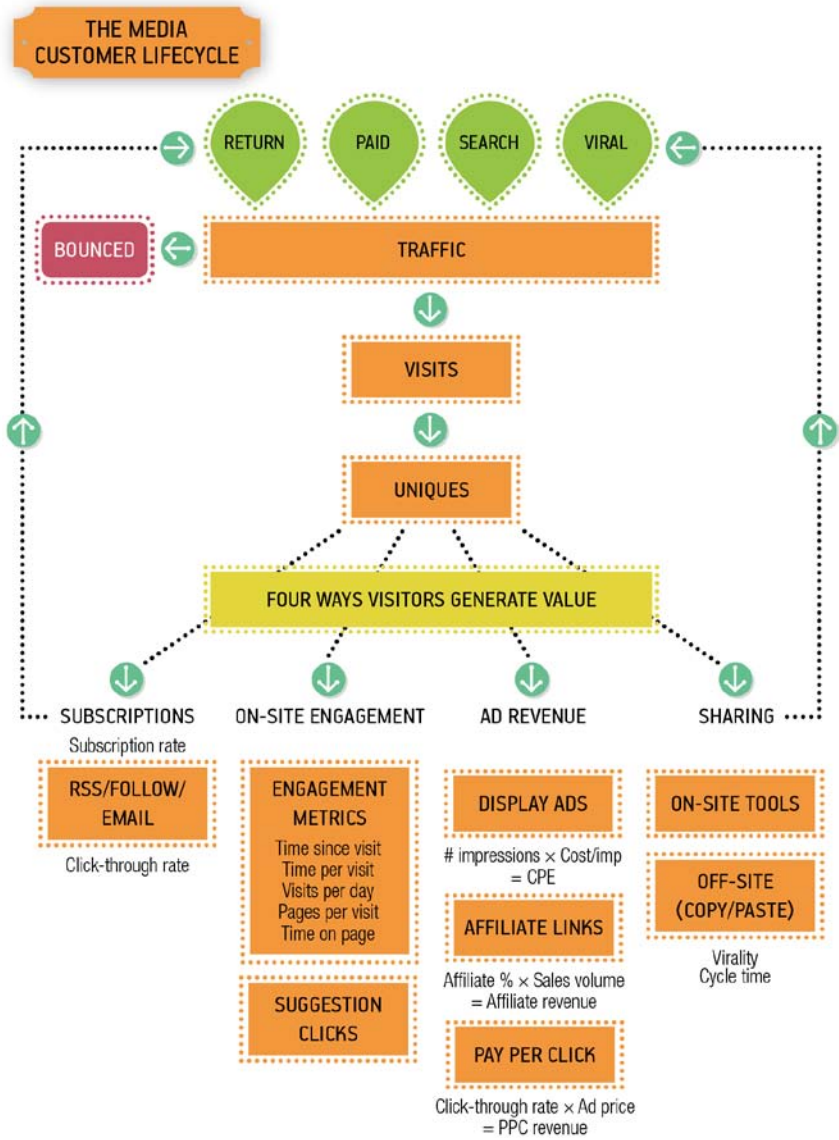 THE MEDIA
CUSTOMER LIFECYCLE
RETURN
PAID
SEARCH
VIRAL
BOUNCED
TRAFFIC
VISITS
UNIQUES
FOUR WAYS VISITORS GENERATE VALUE
SUBSCRIPTIONS
Subscription rate
RSS/FOLLOW/
EMAIL
Click-through rate
ON-SITE ENGAGEMENT
ENGAGEMENT
METRICS
Time since visit
Time per visit
Visits per day
Pages per visit
Time on page
SUGGESTION
CLICKS
AD REVENUE
DISPLAY ADS
# impressions × Cost/imp
= CPE
AFFILIATE LINKS
Affiliate % × Sales volume
= Affiliate revenue
PAY PER CLICK
Click-through rate × Ad price
= PPC revenue
SHARING
ON-SITE TOOLS
OFF-SITE
(COPY/PASTE)
Virality
Cycle time